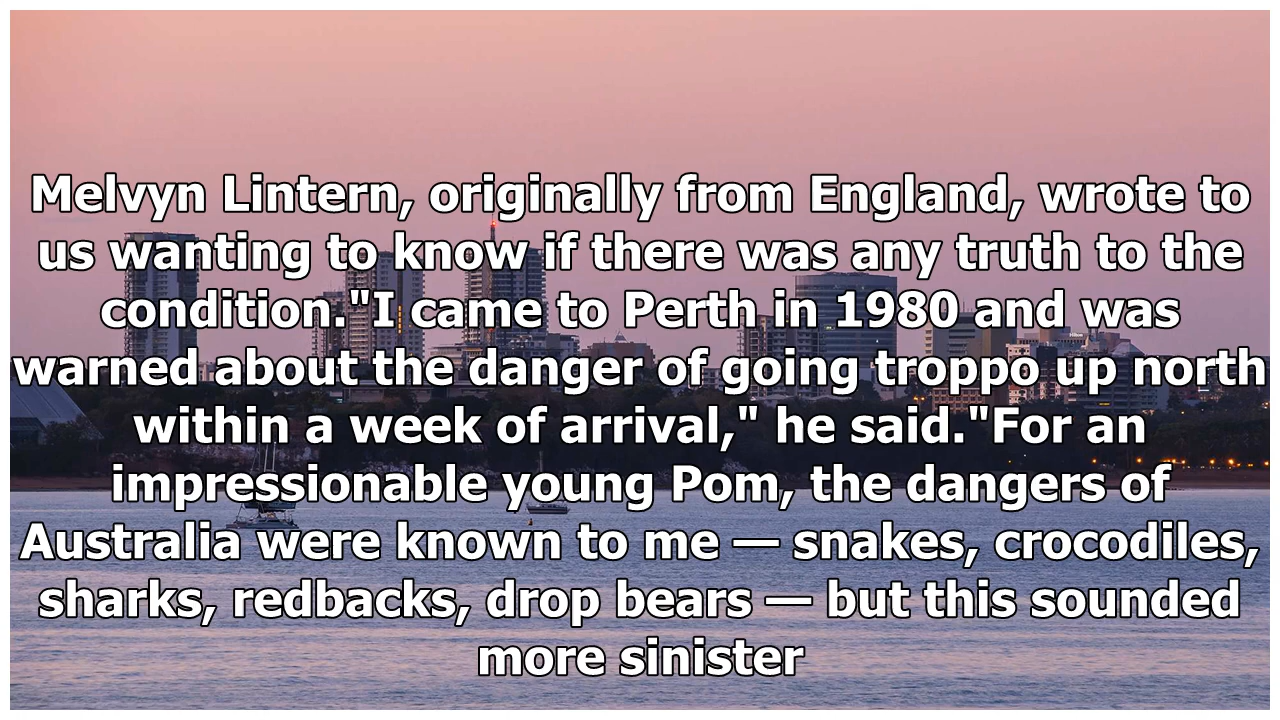 Melvyn Lintern, originally from England, wrote to
us wanting to know if there was any truth to the
condition."I came to Perth in 1980 and was
warned about the danger of going troppo up north
within a week of arrival," he said."For an
impressionable young Pom, the dangers of
Australia were known to me — snakes, crocodiles,
sharks, redbacks, drop bears — but this sounded
more sinister